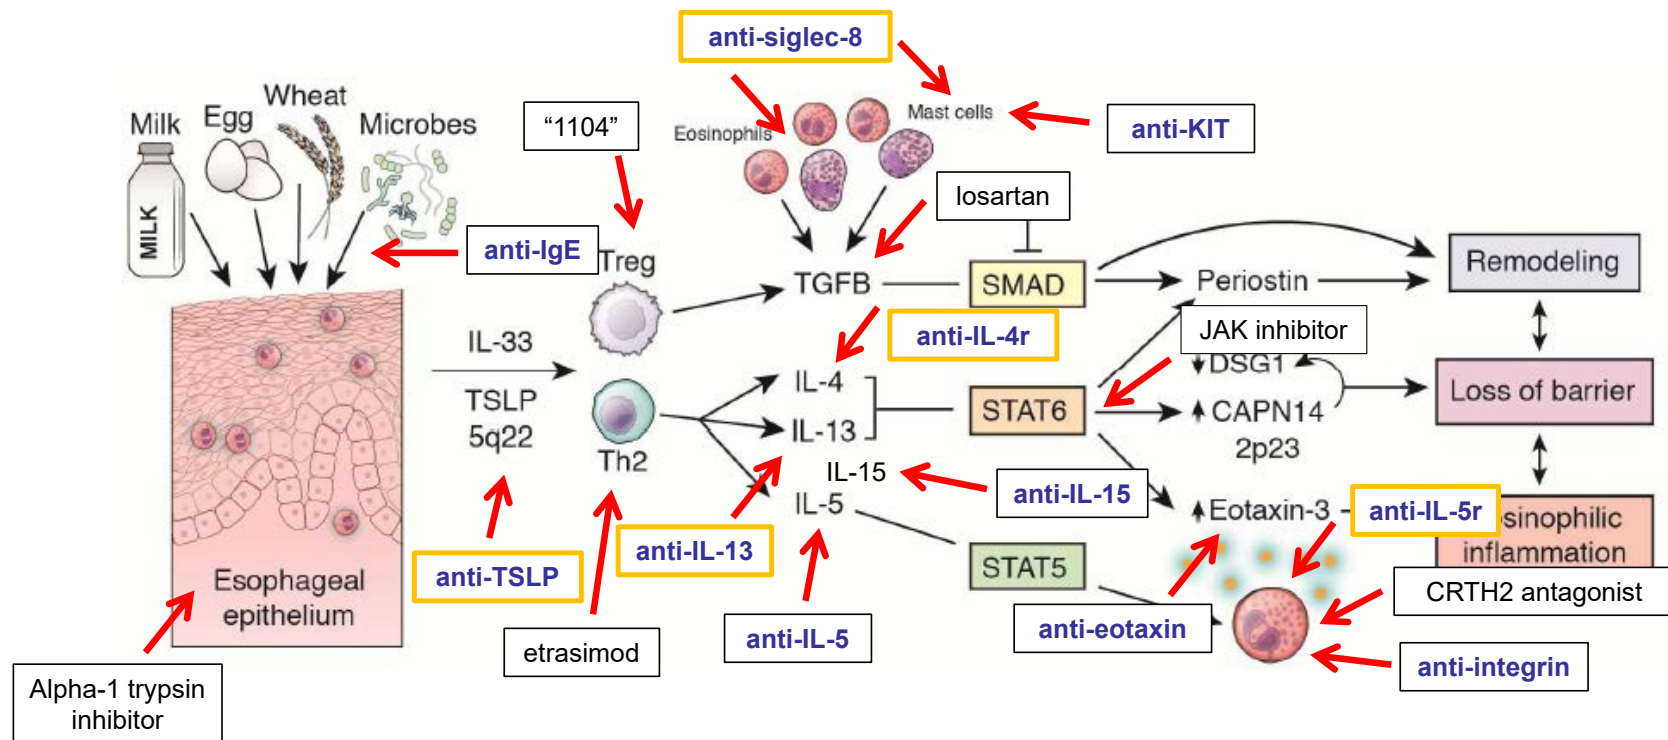 anti-siglec-8
Wheat
Egg
Milk
Microbes
"1104"
Eosinophils
Mast cells
anti-KIT
MILK
losartan
anti-IgE
Treg
TGFB
SMAD
Periostin
Remodeling
IL-33
TSLP
5q22
anti-IL-4r
JAK inhibitor
DSG1
IL-4
IL-13
STAT6
CAPN14
2p23
Loss of barrier
Th2
IL-15
IL-5
anti-IL-15
Eotaxin-3
anti-IL-5r
osinophilic
inflammation
anti-TSLP
anti-IL-13
STAT5
Esophageal
epithelium
etrasimod
anti-IL-5
anti-eotaxin
CRTH2 antagonist
anti-integrin
Alpha-1 trypsin
inhibitor